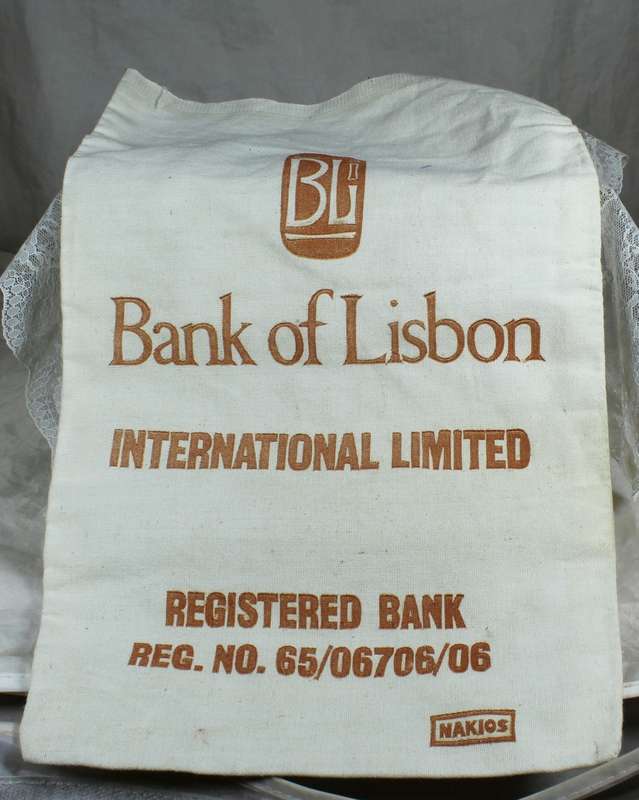 BLI
Bank of Lisbon
INTERNATIONAL LIMITED
REGISTERED BANK
REG. NO. 65/06706/06
NAKIOS